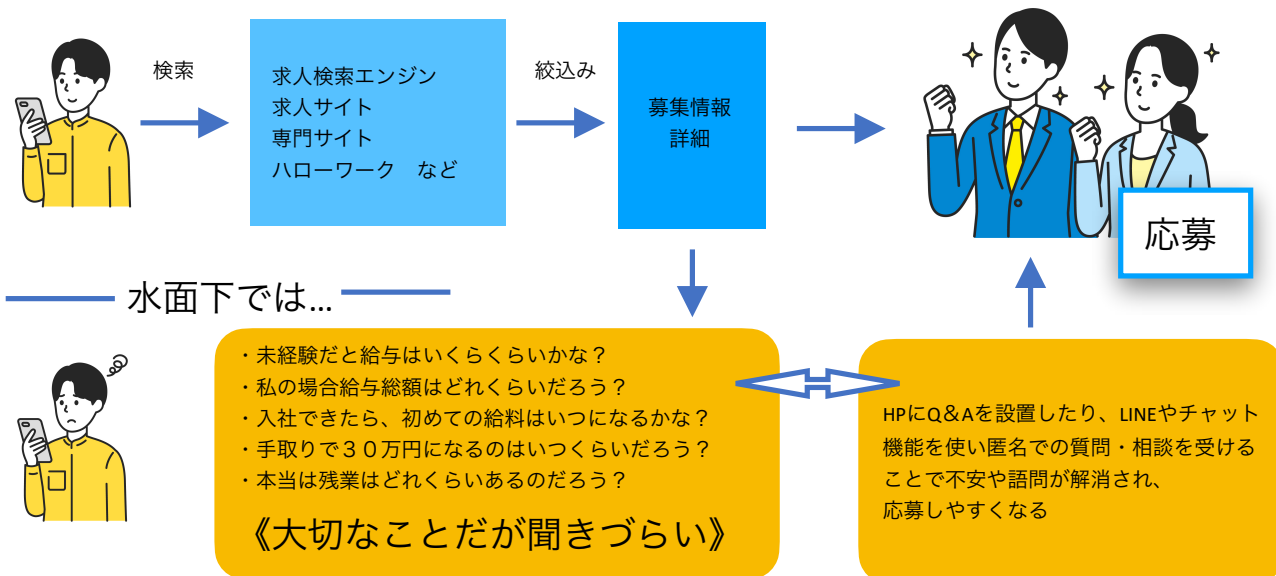 検索
求人検索エンジン
求人サイト
専門サイト
ハローワーク　など
絞込み
募集情報
詳細
応募
水面下では...
・未経験だと給与はいくらくらいかな？
・私の場合給与総額はどれくらいだろう？
・入社できたら、初めての給料はいつになるかな？
・手取りで３０万円になるのはいつくらいだろう？
・本当は残業はどれくらいあるのだろう？
《大切なことだが聞きづらい》
HPにQ＆Aを設置したり、LINEやチャット
機能を使い匿名での質問・相談を受ける
ことで不安や語問が解消され、
応募しやすくなる